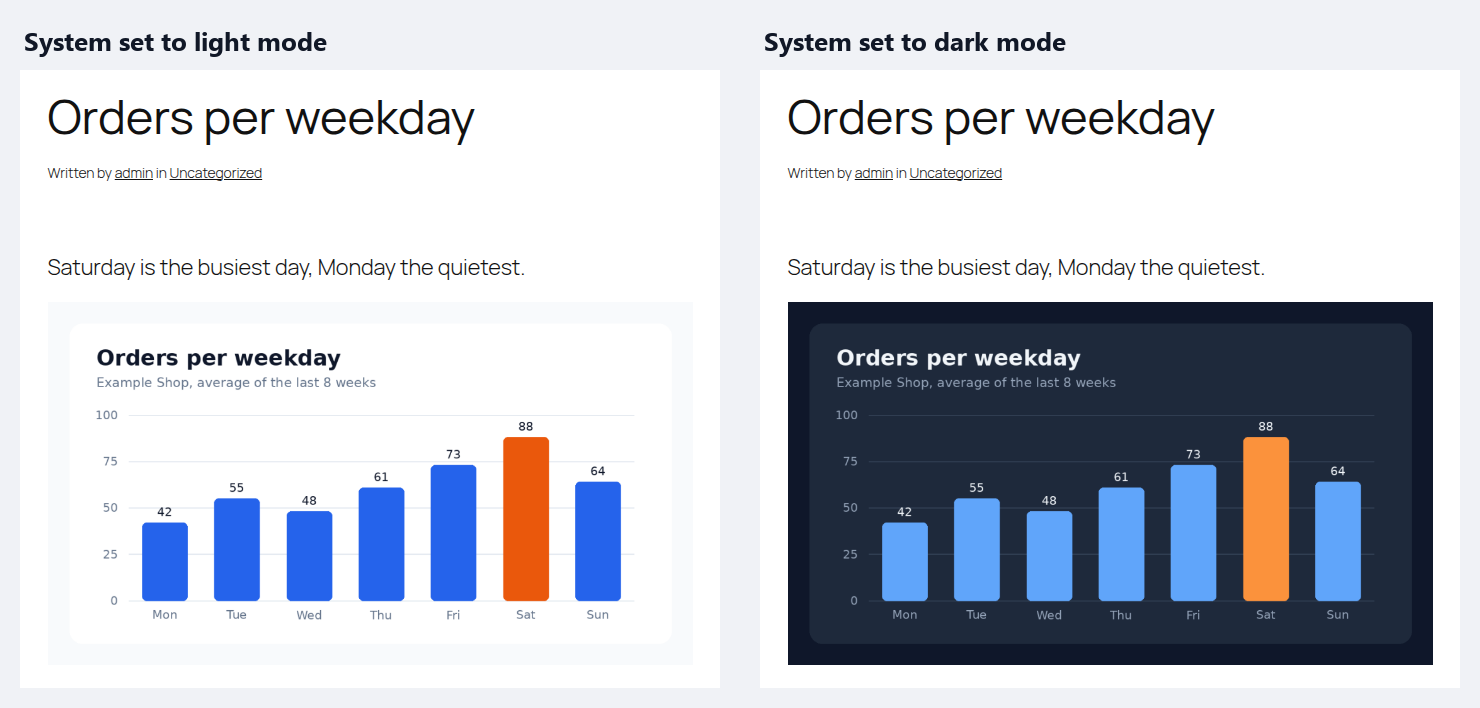 System set to light mode
Orders per weekday
Written by admin in Uncategorized
Saturday is the busiest day, Monday the quietest.
Orders per weekday
Example Shop, average of the last 8 weeks
100
75
50
25
0
42
55
48
61
73
88
64
Mon Tue Wed Thu Fri Sat Sun
System set to dark mode
Orders per weekday
Written by admin in Uncategorized
Saturday is the busiest day, Monday the quietest.
Orders per weekday
Example Shop, average of the last 8 weeks
100
75
50
25
0
42
55
48
61
73
88
64
Mon Tue Wed Thu Fri Sat Sun